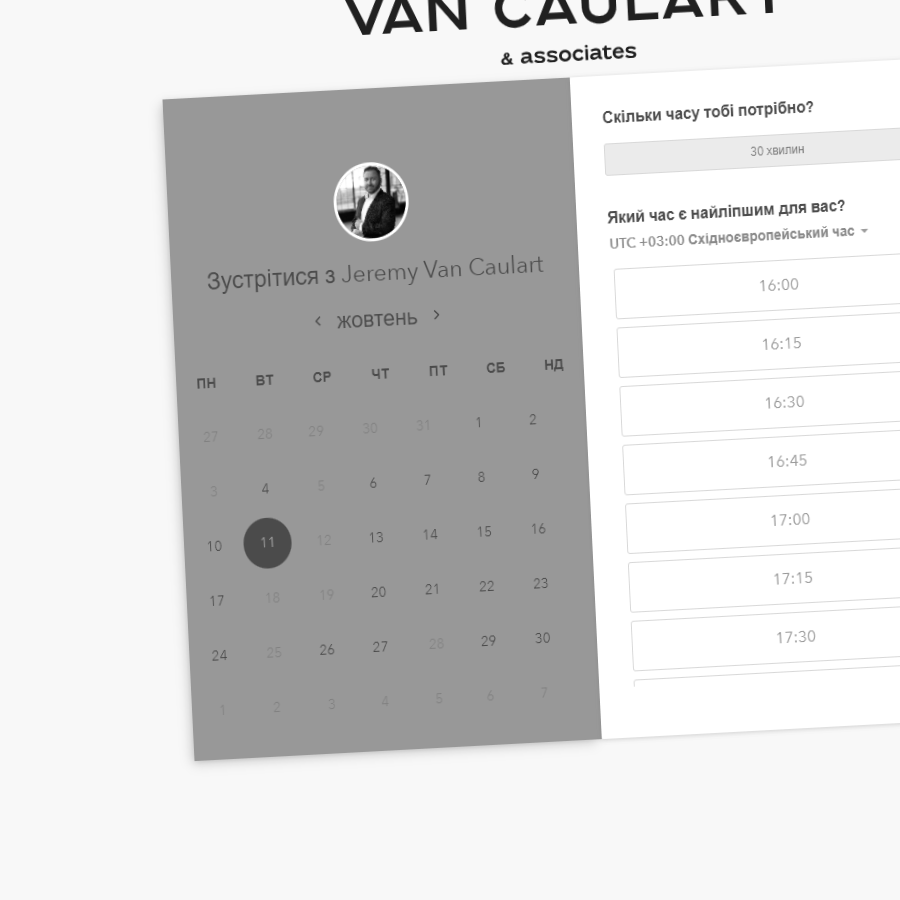 VAN CAULART
& associates
Зустрітися з Jeremy Van Caulart
‹ жовтень ›
ПН ВТ СР ЧТ ПТ СБ НД
27 28 29 30 31 1 2
3 4 5 6 7 8 9
10 11 12 13 14 15 16
17 18 19 20 21 22 23
24 25 26 27 28 29 30
1 2 3 4 5 6 7
Скільки часу тобі потрібно?
30 хвилин
Який час є найліпшим для вас?
UTC +03:00 Східноєвропейський час
16:00
16:15
16:30
16:45
17:00
17:15
17:30